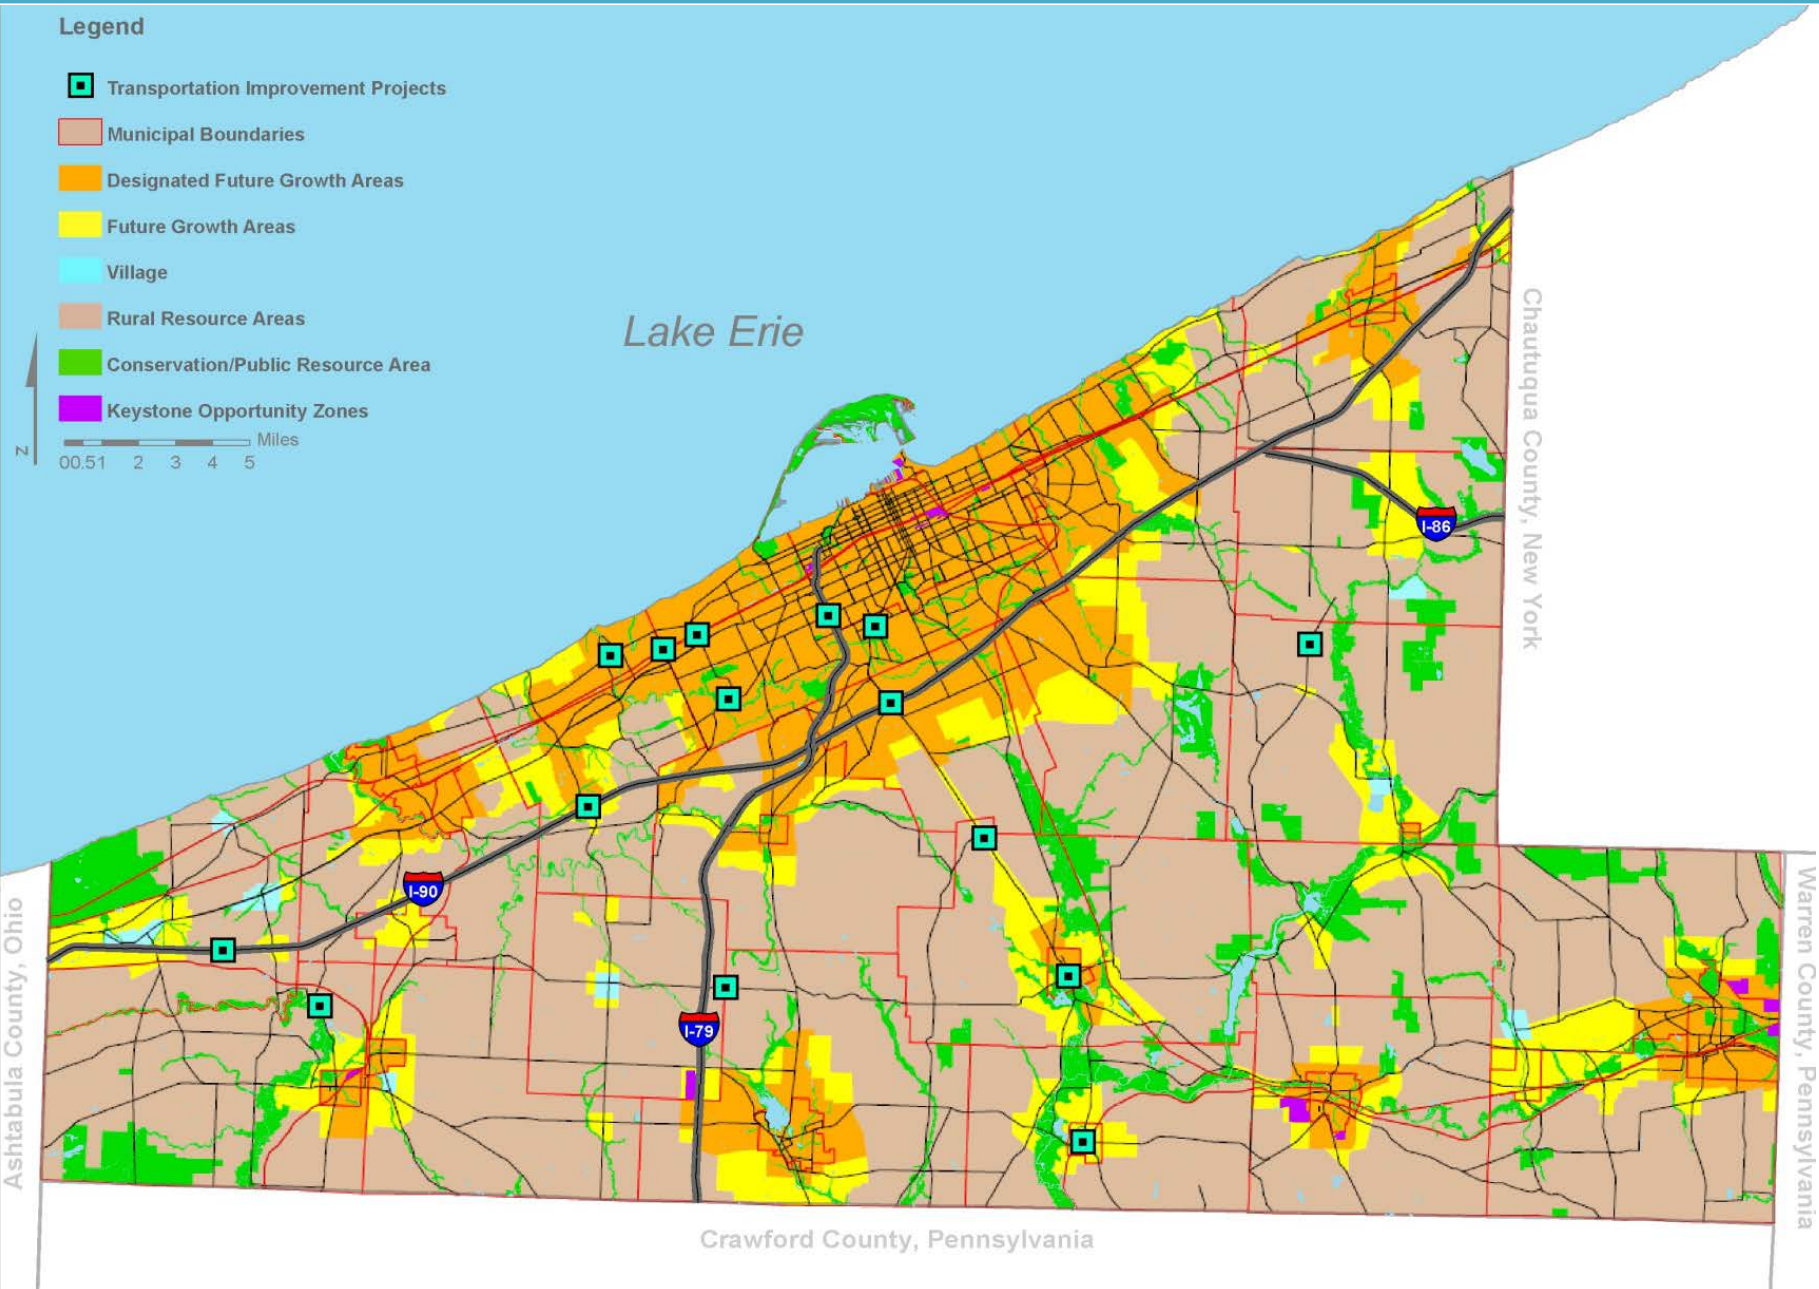 Legend
Transportation Improvement Projects
Municipal Boundaries
Designated Future Growth Areas
Future Growth Areas
Village
Rural Resource Areas
Conservation/Public Resource Area
Keystone Opportunity Zones
Miles
00.51 2 3 4 5
N
Lake Erie
Chautuquqa County, New York
I-86
I-90
I-79
Ashtabula County, Ohio
Warren County, Pennsylvania
Crawford County, Pennsylvania